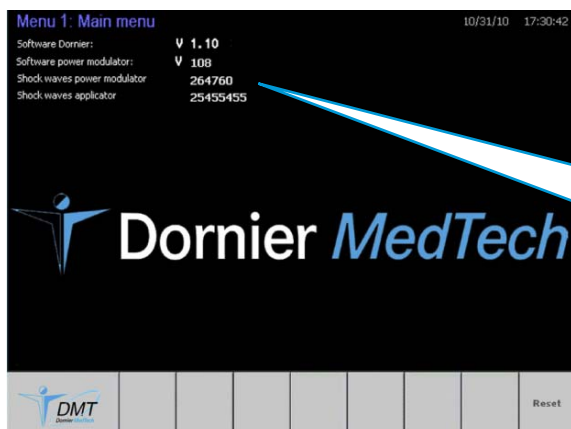 Menu 1: Main menu 10/31/10 17:30:42
Software Dornier: V 1.10
Software power modulator: V 108
Shock waves power modulator 264760
Shock waves applicator 25455455
Dornier MedTech
DMT
Dornier MedTech
Reset